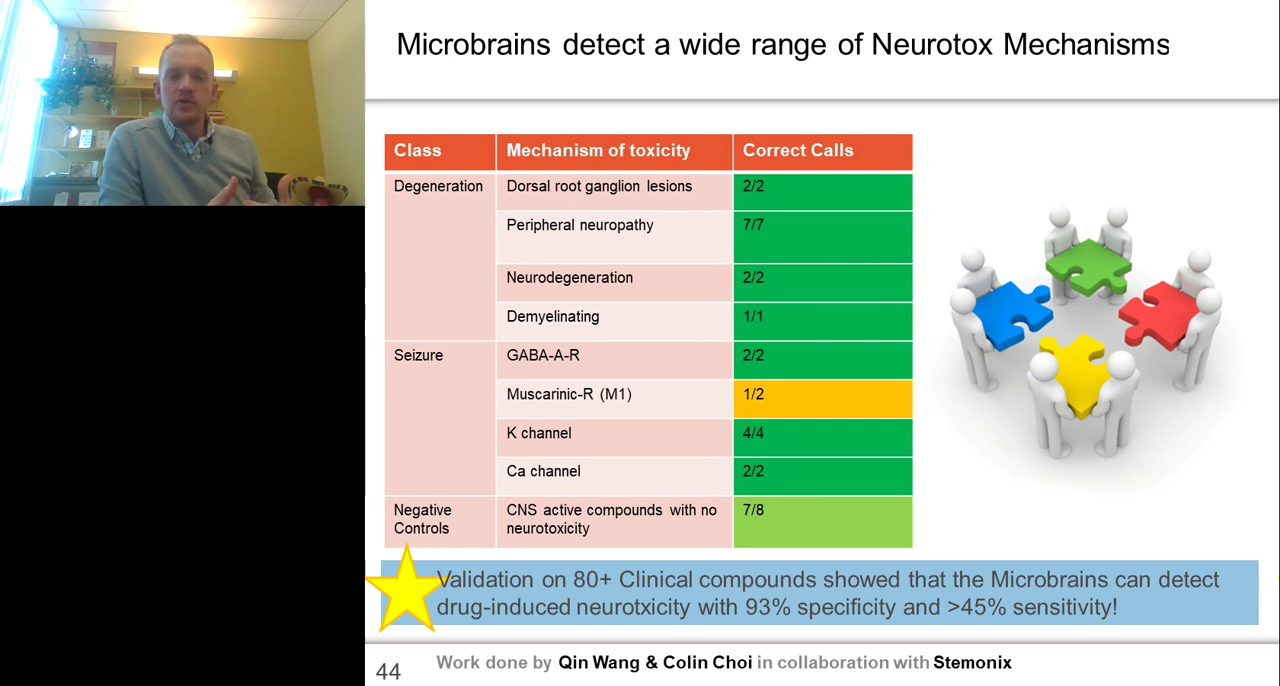 Microbrains detect a wide range of Neurotox Mechanisms
Class Mechanism of toxicity Correct Calls
Degeneration Dorsal root ganglion lesions 2/2
Peripheral neuropathy 7/7
Neurodegeneration 2/2
Demyelinating 1/1
Seizure GABA-A-R 2/2
Muscarinic-R (M1) 1/2
K channel 4/4
Ca channel 2/2
Negative CNS active compounds with no 7/8
Controls neurotoxicity
Validation on 80+ Clinical compounds showed that the Microbrains can detect
drug-induced neurotxicity with 93% specificity and >45% sensitivity!
44 Work done by Qin Wang & Colin Choi in collaboration with Stemonix